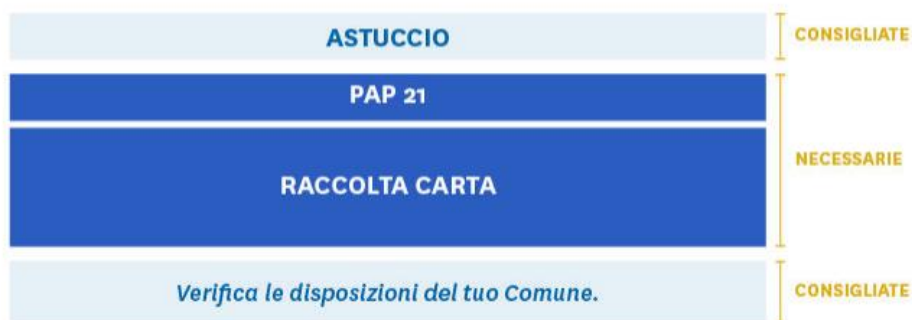 ASTUCCIO
CONSIGLIATE
PAP 21
RACCOLTA CARTA
NECESSARIE
Verifica le disposizioni del tuo Comune.
CONSIGLIATE